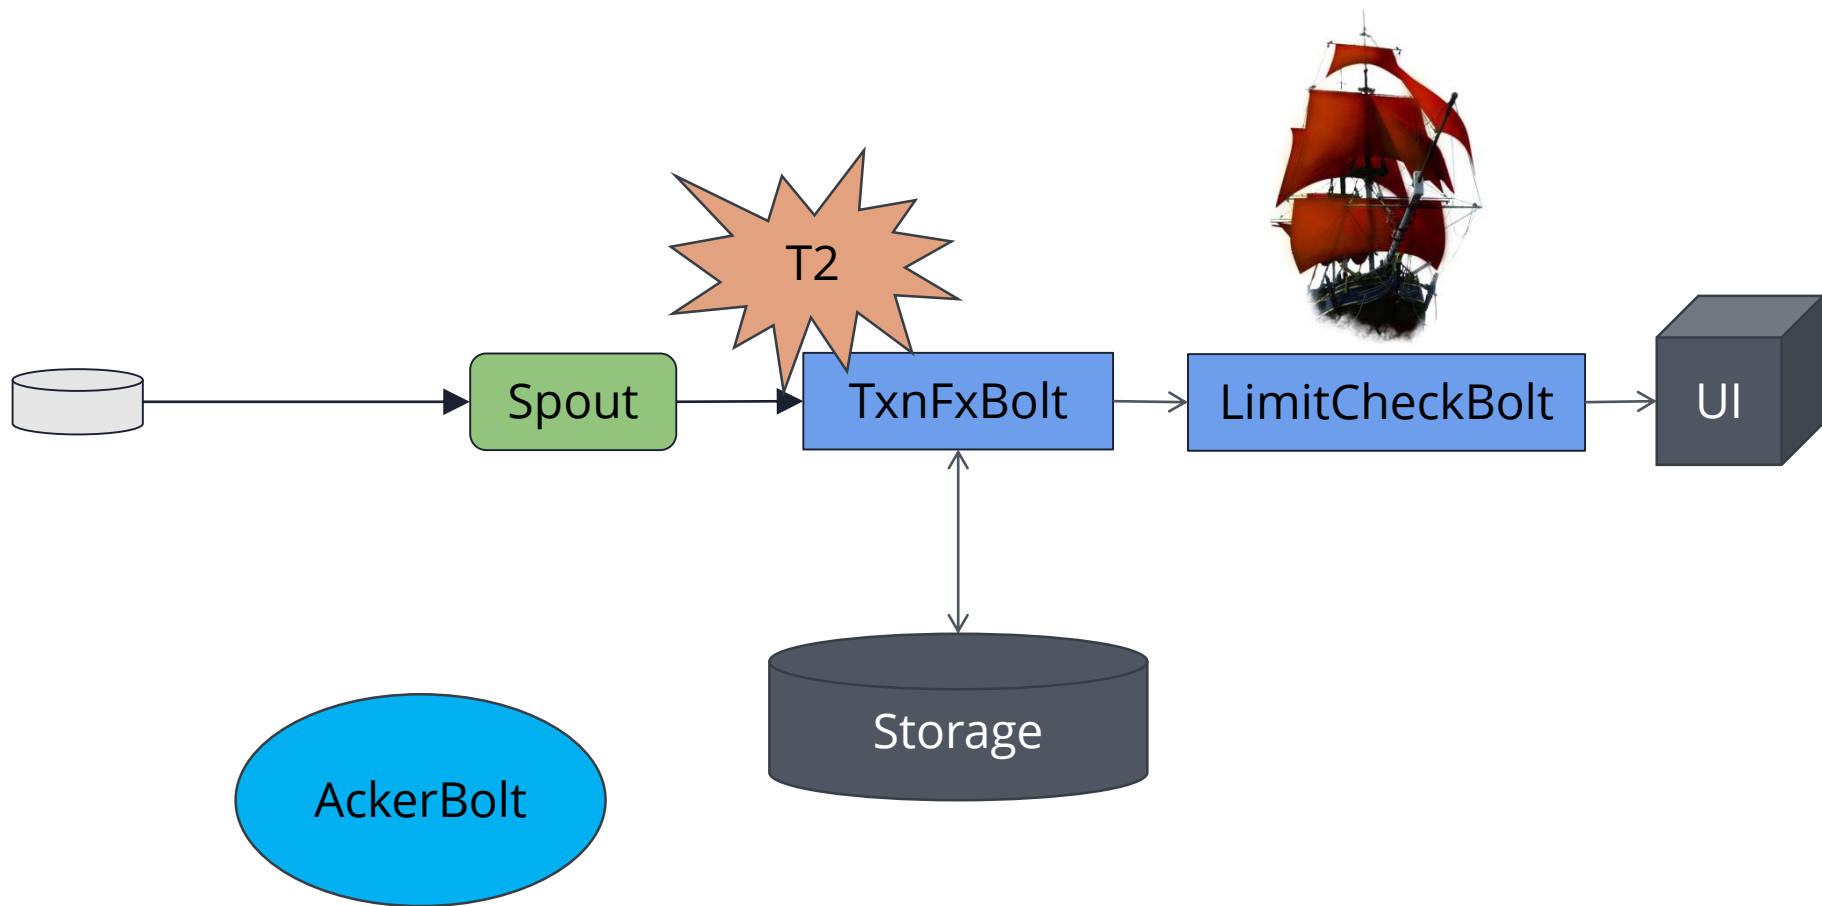 T2
Spout
TxnFxBolt
LimitCheckBolt
UI
Storage
AckerBolt